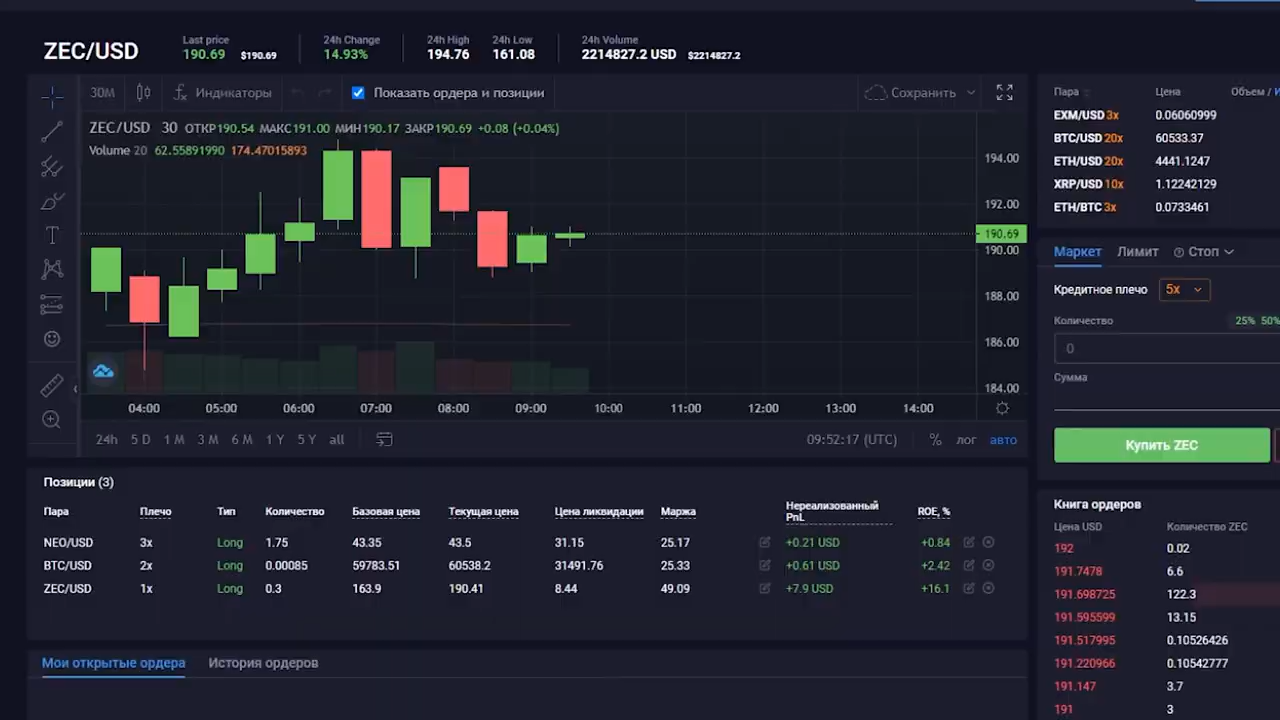 ZEC/USD
Last price
190.69 $190.69
24h Change
14.93%
24h High
194.76
24h Low
161.08
24h Volume
2214827.2 USD $2214827.2
30М
Индикаторы
Показать ордера и позиции
Сохранить
ZEC/USD 30 ОТКР190.54 МАКС191.00 МИН190.17 ЗАКР190.69 +0.08 (+0.04%)
Volume 20 62.55891990 174.47015893
194.00
192.00
190.69
190.00
188.00
186.00
184.00
04:00 05:00 06:00 07:00 08:00 09:00 10:00 11:00 12:00 13:00 14:00
24h 5 D 1 M 3 M 6 M 1 Y 5 Y all
09:52:17 (UTC) % лог авто
Позиции (3)
Пара Плечо Тип Количество Базовая цена Текущая цена Цена ликвидации Маржа Нереализованный PnL ROE, %
NEO/USD 3x Long 1.75 43.35 43.5 31.15 25.17 +0.21 USD +0.84
BTC/USD 2x Long 0.00085 59783.51 60538.2 31491.76 25.33 +0.61 USD +2.42
ZEC/USD 1x Long 0.3 163.9 190.41 8.44 49.09 +7.9 USD +16.1
Мои открытые ордера История ордеров
Пара Цена Объем /
EXM/USD 3x 0.06060999
BTC/USD 20x 60533.37
ETH/USD 20x 4441.1247
XRP/USD 10x 1.12242129
ETH/BTC 3x 0.0733461
Маркет Лимит Стоп
Кредитное плечо 5x
Количество 25% 50%
0
Сумма
Купить ZEC
Книга ордеров
Цена USD Количество ZEC
192 0.02
191.7478 6.6
191.698725 122.3
191.595599 13.15
191.517995 0.10526426
191.220966 0.10542777
191.147 3.7
191 3